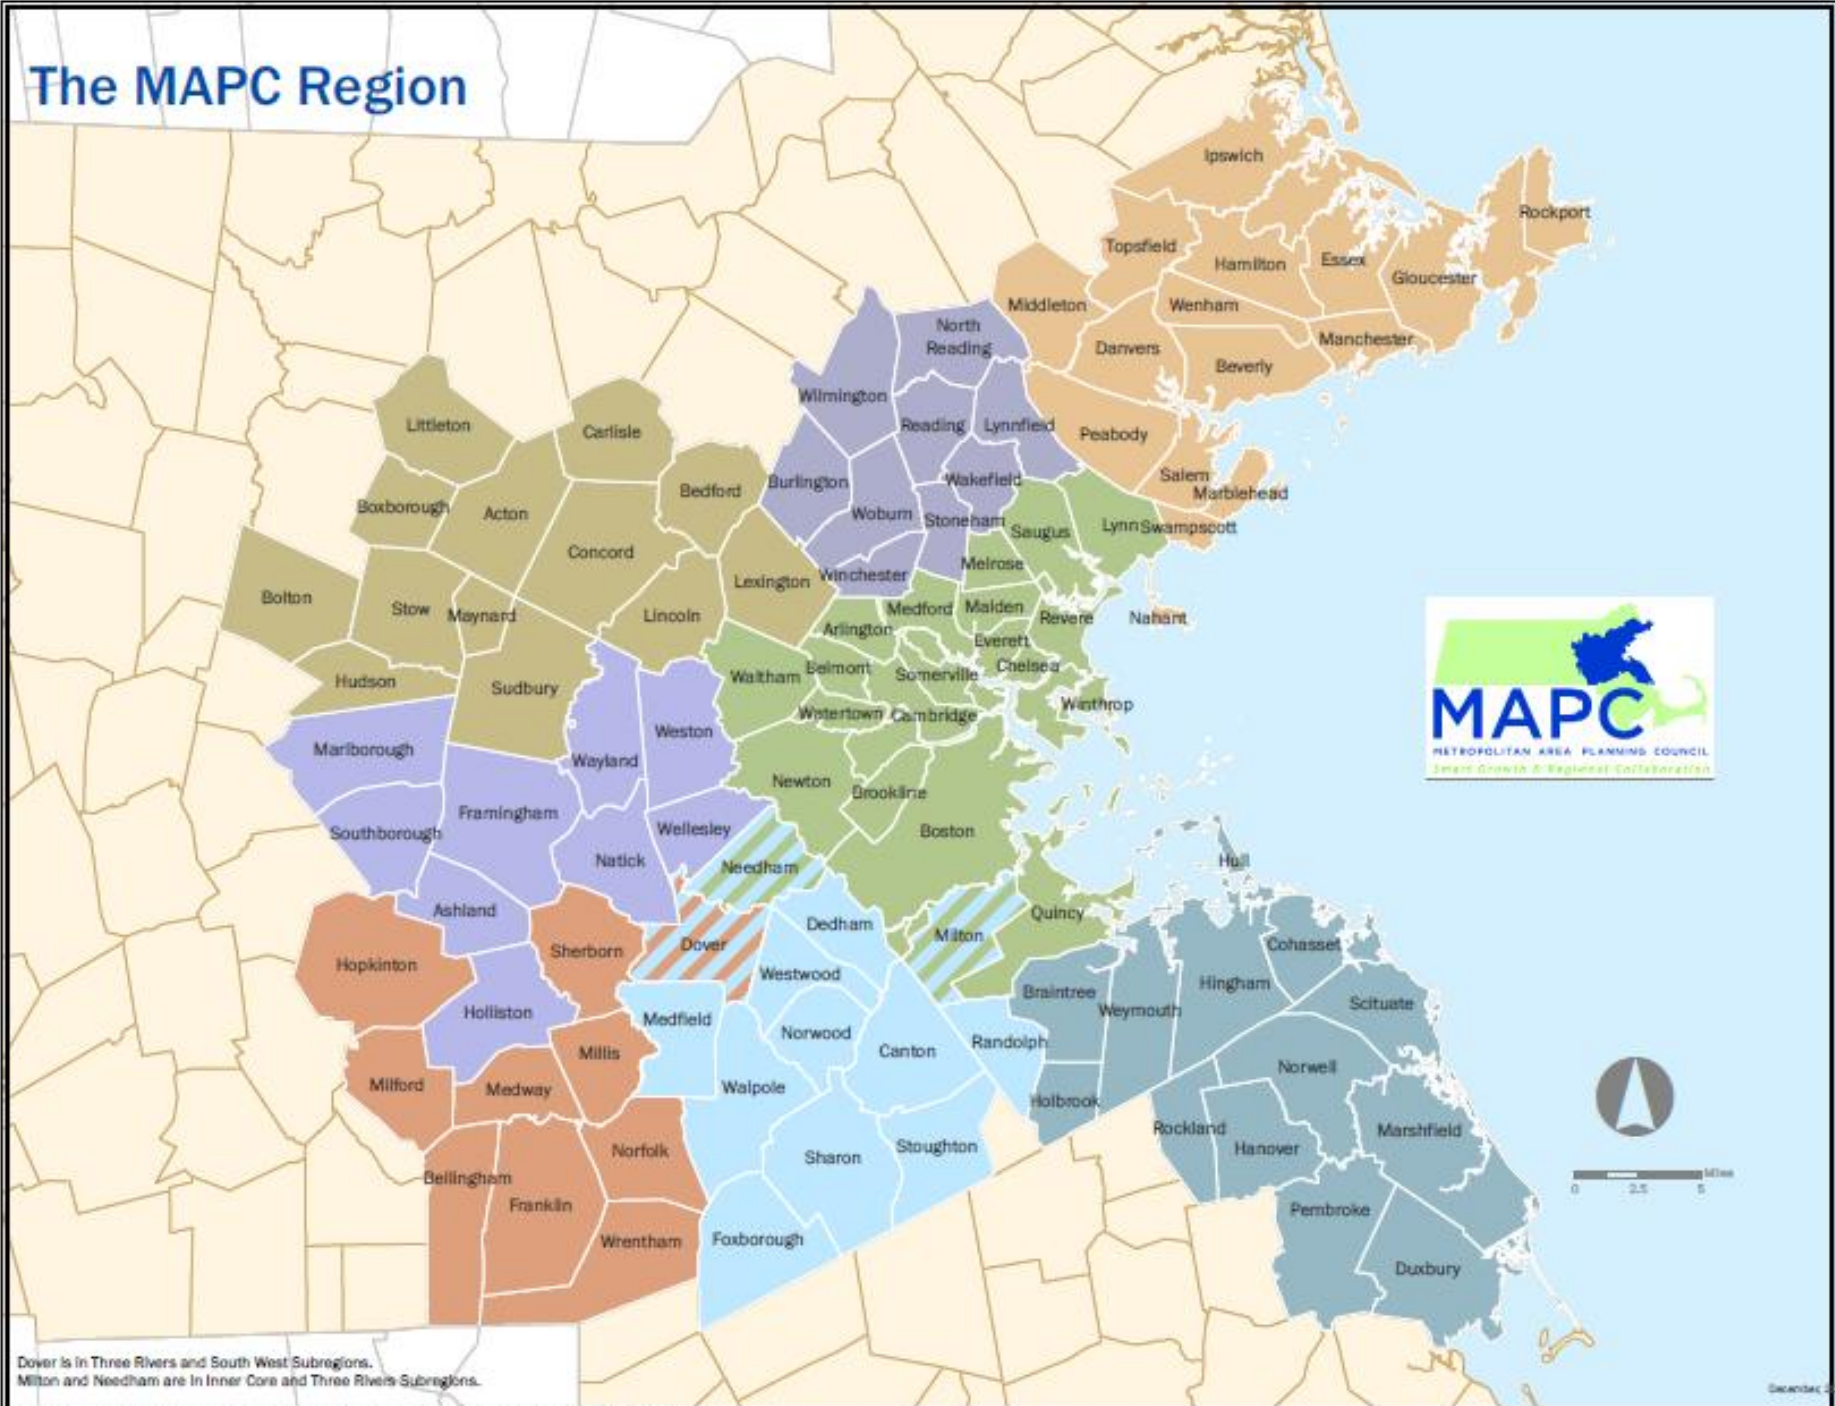 The MAPC Region
Ipswich
Rockport
Topsfield
Hamilton
Essex
Gloucester
Middleton
Wenham
North
Reading
Manchester
Danvers
Beverly
Wilmington
Littleton
Carlisle
Reading
Lynnfield
Peabody
Salem
Marblehead
Bedford
Burlington
Wakefield
Boxborough
Acton
Woburn
Stoneham
Saugus
Lynn
Swampscott
Concord
Melrose
Lexington
Winchester
Bolton
Stow
Maynard
Lincoln
Medford
Malden
Revere
Nahant
Arlington
Everett
Chelsea
Hudson
Sudbury
Waltham
Belmont
Somerville
Winthrop
Watertown
Cambridge
Weston
Marlborough
Wayland
Newton
Brookline
MAPC
METROPOLITAN AREA PLANNING COUNCIL
Smart Growth & Regional Collaboration
Framingham
Southborough
Wellesley
Boston
Natick
Needham
Hull
Ashland
Dedham
Quincy
Milton
Dover
Sherborn
Hopkinton
Westwood
Cohasset
Hingham
Braintree
Weymouth
Scituate
Holliston
Medfield
Norwood
Randolph
Canton
Millis
Milford
Medway
Walpole
Norwell
Holbrook
Rockland
Hanover
Marshfield
Norfolk
Sharon
Stoughton
Bellingham
Franklin
Miles
0 2.5 5
Pembroke
Wrentham
Foxborough
Duxbury
Dover is in Three Rivers and South West Subregions.
Milton and Needham are in Inner Core and Three Rivers Subregions.
December,